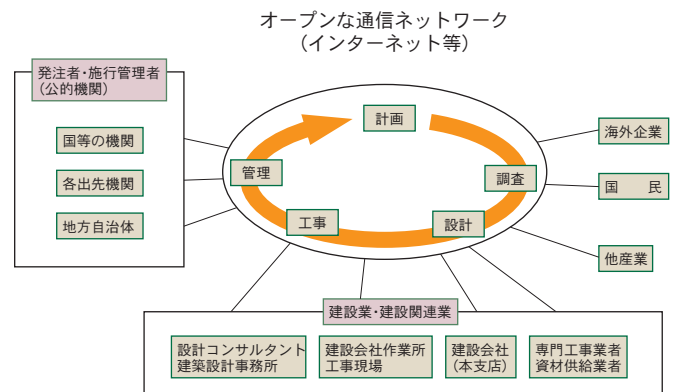 オープンな通信ネットワーク
（インターネット等）
発注者・施行管理者
（公的機関）
国等の機関
各出先機関
地方自治体
計画
調査
設計
工事
管理
海外企業
国　　民
他産業
建設業・建設関連業
設計コンサルタント
建築設計事務所
建設会社作業所
工事現場
建設会社
（本支店）
専門工事業者
資材供給業者